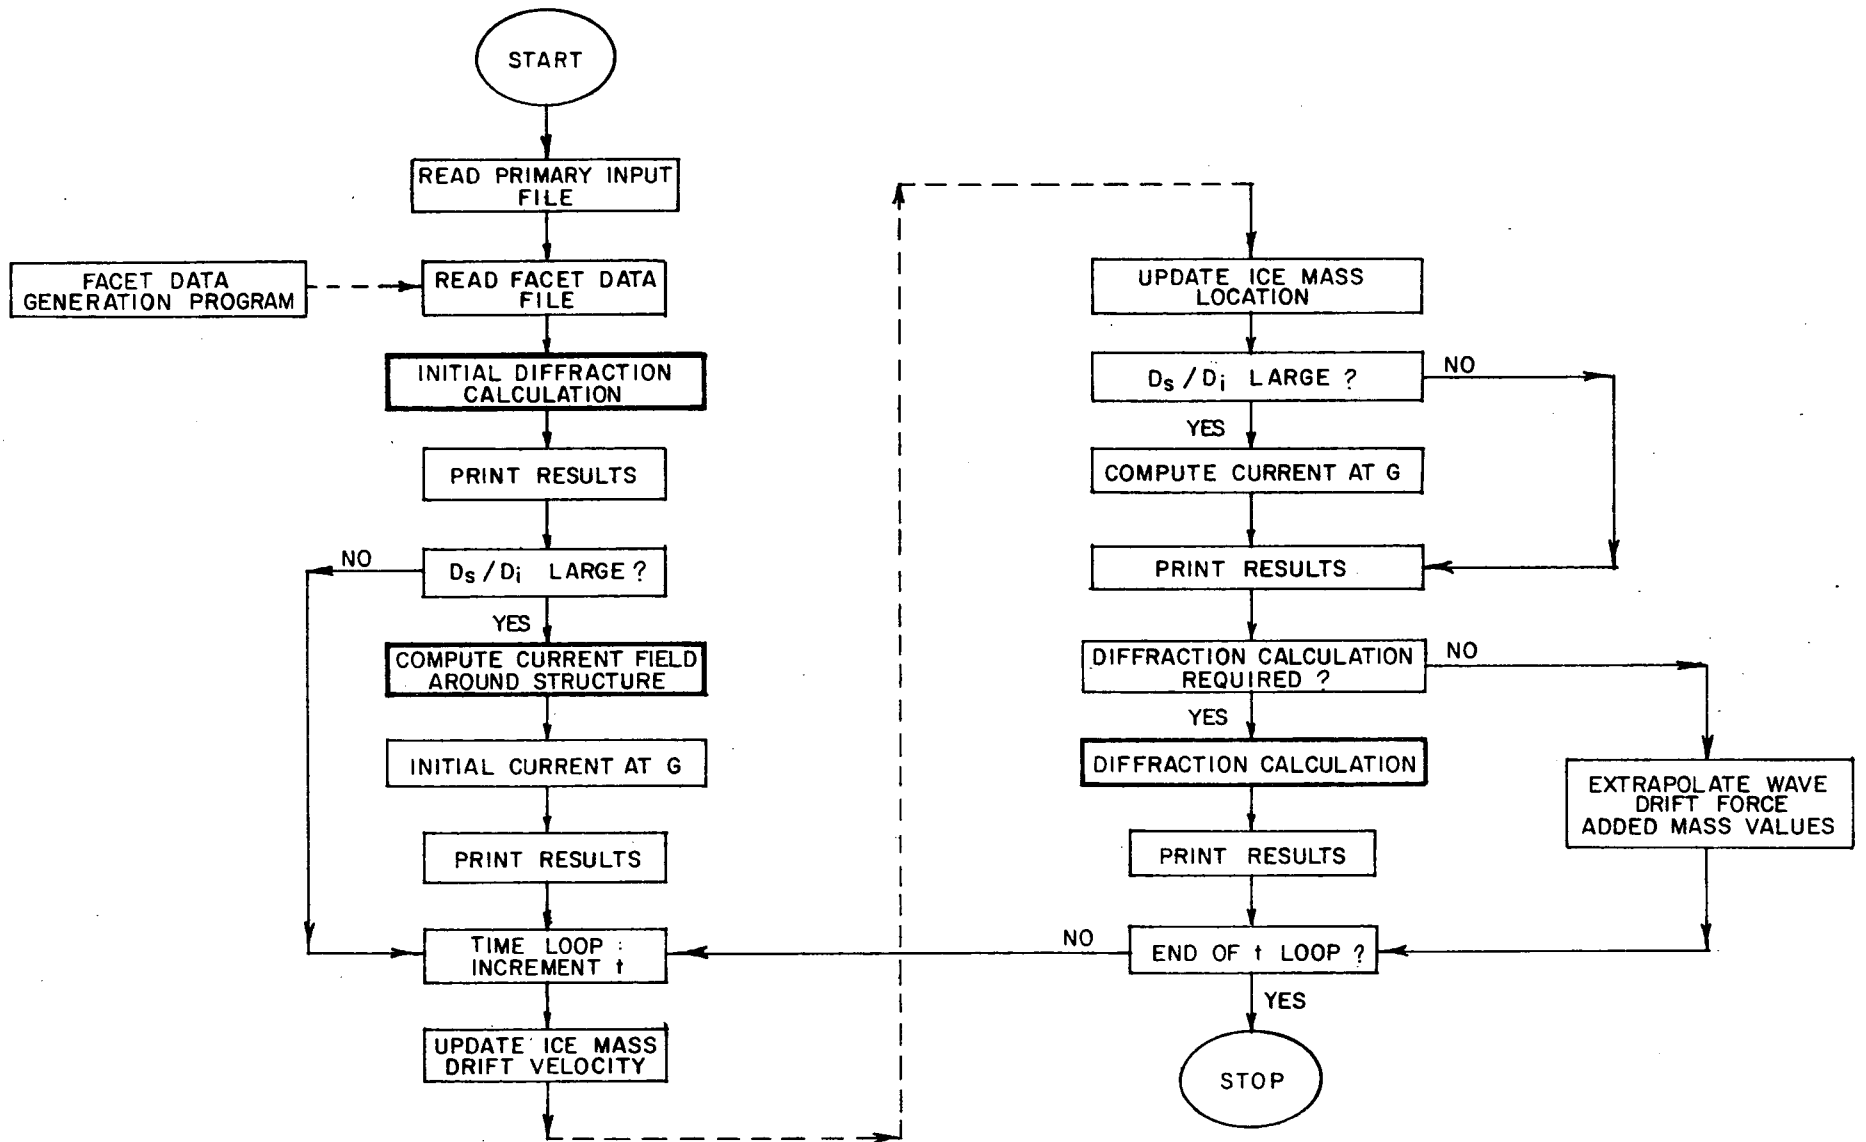 START
READ PRIMARY INPUT
FILE
FACET DATA
GENERATION PROGRAM
READ FACET DATA
FILE
INITIAL DIFFRACTION
CALCULATION
PRINT RESULTS
NO
Ds/Di LARGE ?
YES
COMPUTE CURRENT FIELD
AROUND STRUCTURE
INITIAL CURRENT AT G
PRINT RESULTS
TIME LOOP :
INCREMENT t
UPDATE ICE MASS
DRIFT VELOCITY
UPDATE ICE MASS
LOCATION
Ds/Di LARGE ?
NO
YES
COMPUTE CURRENT AT G
PRINT RESULTS
DIFFRACTION CALCULATION
REQUIRED ?
NO
YES
DIFFRACTION CALCULATION
EXTRAPOLATE WAVE
DRIFT FORCE
ADDED MASS VALUES
PRINT RESULTS
NO
END OF t LOOP ?
YES
STOP